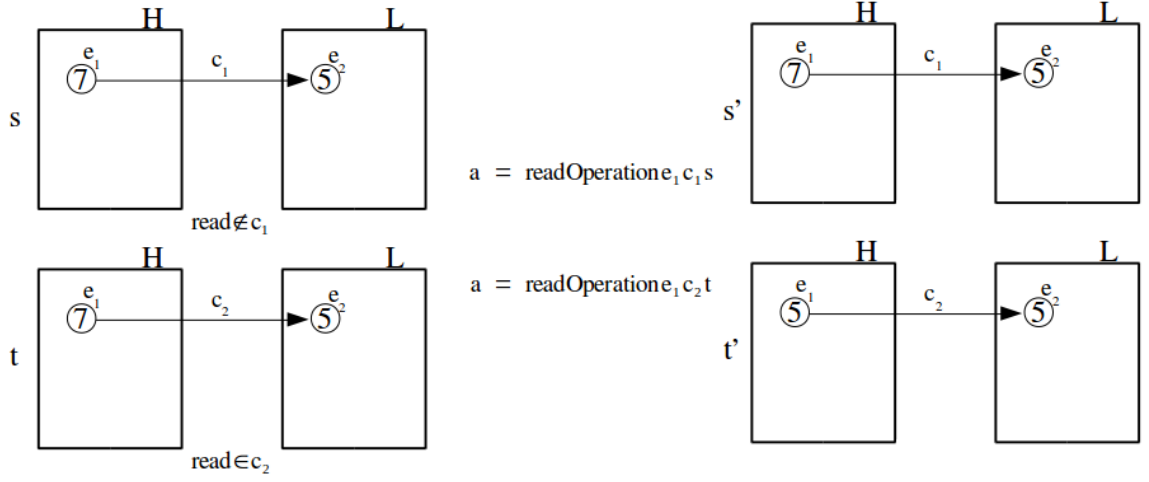 H L
e₁ e₂
7 c₁ 5
s
read∉c₁
a = readOperation e₁ c₁ s
H L
e₁ e₂
7 c₁ 5
s’
H L
e₁ e₂
7 c₂ 5
t
read∈c₂
a = readOperation e₁ c₂ t
H L
e₁ e₂
5 c₂ 5
t’